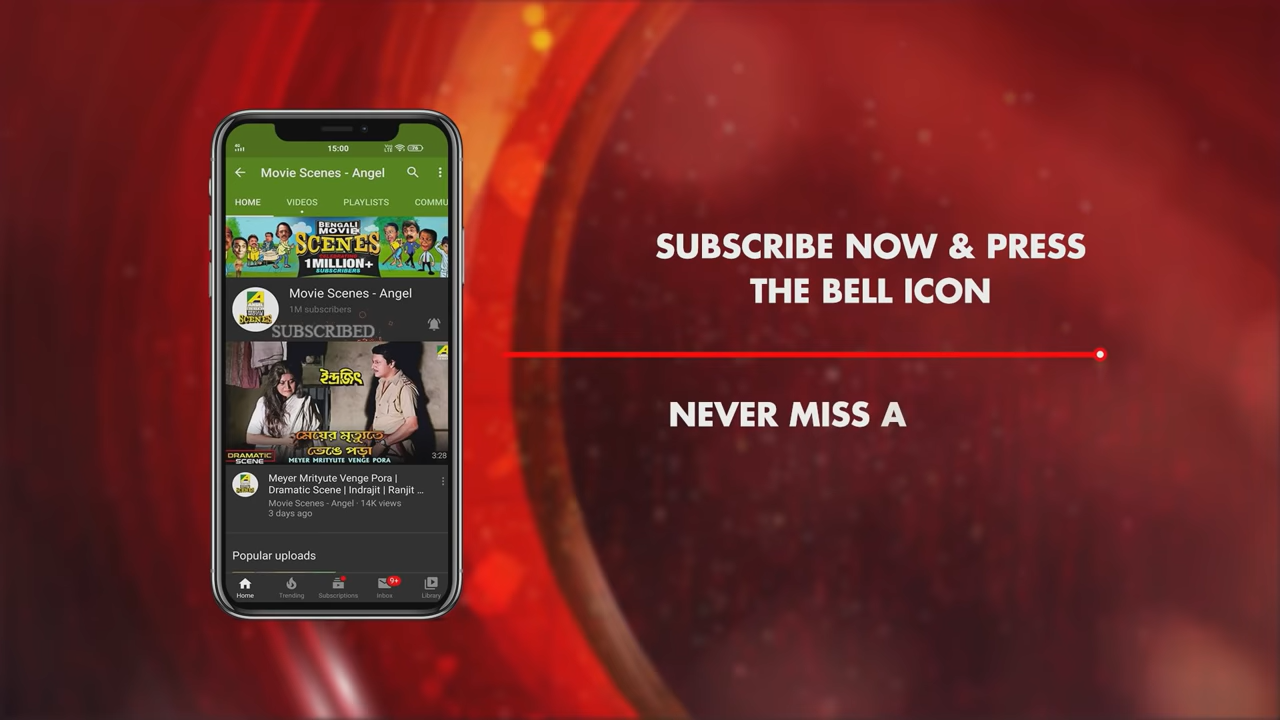 15:00
Movie Scenes - Angel
HOME VIDEOS PLAYLISTS COMMU
BENGALI
MOVIE
SCENES
CELEBRATING
1MILLION+
SUBSCRIBERS
Movie Scenes - Angel
1M subscribers
SUBSCRIBED
ইন্দ্রজিৎ
মেয়ের মৃত্যুতে
ভেঙে পড়া
MEYER MRITYUTE VENGE PORA
DRAMATIC
SCENE
3:28
Meyer Mrityute Venge Pora |
Dramatic Scene | Indrajit | Ranjit ...
Movie Scenes - Angel · 14K views
3 days ago
Popular uploads
9+
Home Trending Subscriptions Inbox Library
SUBSCRIBE NOW & PRESS
THE BELL ICON
NEVER MISS A